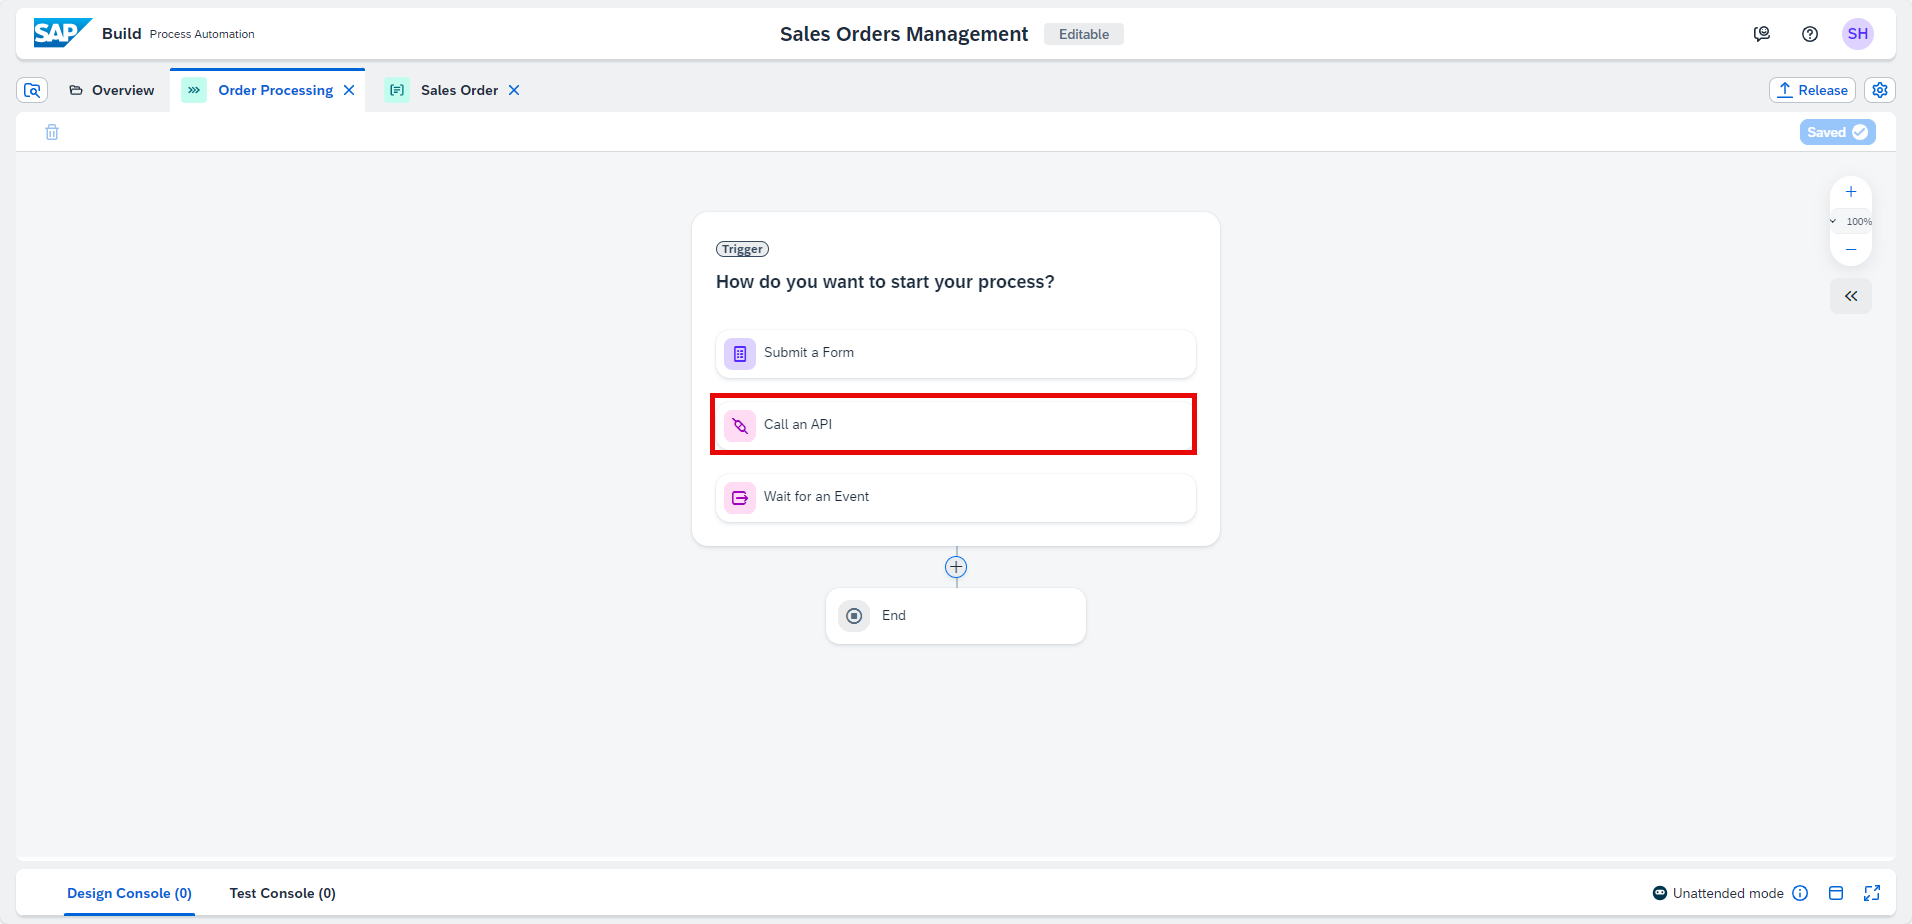 SAP Build Process Automation
Sales Orders Management Editable
SH
Overview
Order Processing
Sales Order
Release
Saved
100%
Trigger
How do you want to start your process?
Submit a Form
Call an API
Wait for an Event
End
Design Console (0)
Test Console (0)
Unattended mode